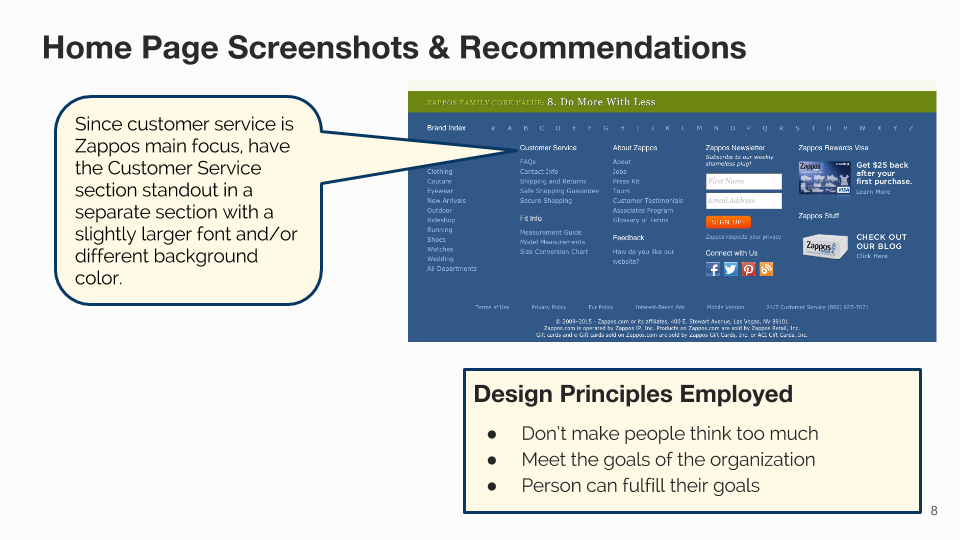 Home Page Screenshots & Recommendations
Since customer service is
Zappos main focus, have
the Customer Service
section standout in a
separate section with a
slightly larger font and/or
different background
color.
ZAPPOS FAMILY CORE VALUE: 8. Do More With Less
Brand Index # A B C D E F G H I J K L M N O P Q R S T U V W X Y Z
Clothing
Couture
Eyewear
New Arrivals
Outdoor
Rideshop
Running
Shoes
Watches
Wedding
All Departments
Customer Service
FAQs
Contact Info
Shipping and Returns
Safe Shopping Guarantee
Secure Shopping
Fit Info
Measurement Guide
Model Measurements
Size Conversion Chart
About Zappos
About
Jobs
Press Kit
Tours
Customer Testimonials
Associates Program
Glossary of Terms
Feedback
How do you like our
website?
Zappos Newsletter
Subscribe to our weekly
shameless plug!
First Name
Email Address
SIGN UP
Zappos respects your privacy
Connect with Us
Zappos Rewards Visa
Zappos
VISA
Get $25 back
after your
first purchase.
Learn More
Zappos Stuff
Zappos
CHECK OUT
OUR BLOG
Click Here
Terms of Use Privacy Policy Fur Policy Interest-Based Ads Mobile Version 24/7 Customer Service (800) 927-7671
© 2009–2015 - Zappos.com or its affiliates, 400 E. Stewart Avenue, Las Vegas, NV 89101
Zappos.com is operated by Zappos IP, Inc. Products on Zappos.com are sold by Zappos Retail, Inc.
Gift cards and e-Gift cards sold on Zappos.com are sold by Zappos Gift Cards, Inc. or ACI Gift Cards, Inc.
Design Principles Employed
● Don't make people think too much
● Meet the goals of the organization
● Person can fulfill their goals
8